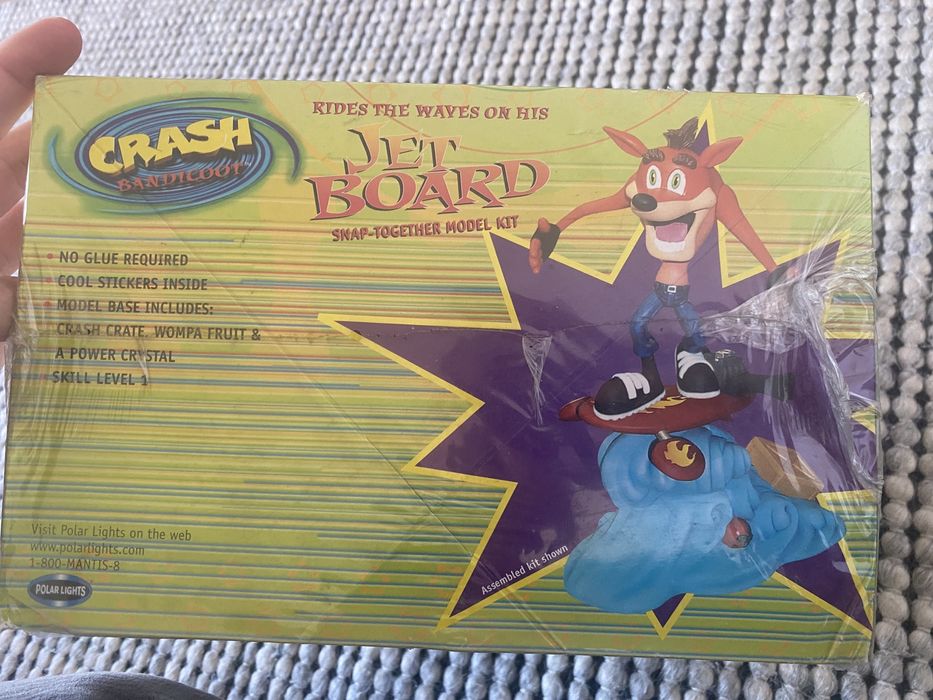 CRASH
BANDICOOT
RIDES THE WAVES ON HIS
JET
BOARD
SNAP-TOGETHER MODEL KIT
• NO GLUE REQUIRED
• COOL STICKERS INSIDE
• MODEL BASE INCLUDES:
CRASH CRATE, WOMPA FRUIT &
A POWER CRYSTAL
SKILL LEVEL 1
Visit Polar Lights on the web
www.polarlights.com
1-800-MANTIS-8
POLAR LIGHTS
Assembled kit shown